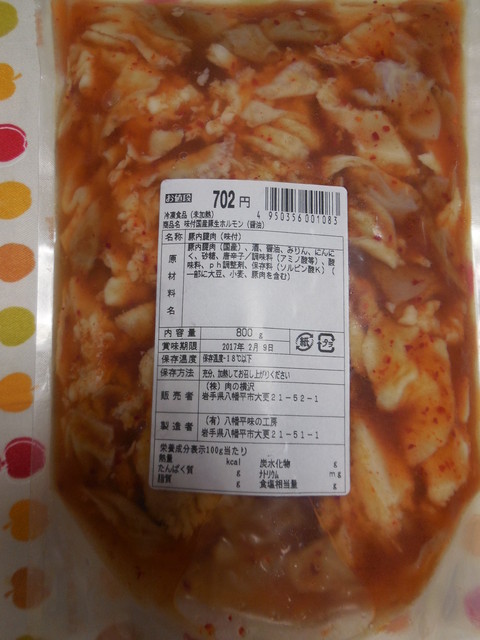 お値段 702円
冷凍食品(未加熱) 4 950356 001083
商品名 味付国産豚生ホルモン(醤油)
名称 豚内臓肉(味付)
原材料名 豚内臓肉(国産)、酒、醤油、みりん、にんに
く、砂糖、唐辛子/調味料(アミノ酸等)、酸
味料、ph調整剤、保存料(ソルビン酸K)(
一部に大豆、小麦、豚肉を含む)
内容量 800 g
賞味期限 2017年 2月 9日 紙 プラ
保存温度 保存温度-18℃以下
保存方法 充分、加熱してお召し上がりください
販売者 (株)肉の横沢
岩手県八幡平市大更21-52-1
製造者 (有)八幡平味の工房
岩手県八幡平市大更21-51-1
栄養成分表示100g当たり
熱量 kcal 炭水化物 g
たんぱく質 g ナトリウム mg
脂質 g 食塩相当量 g